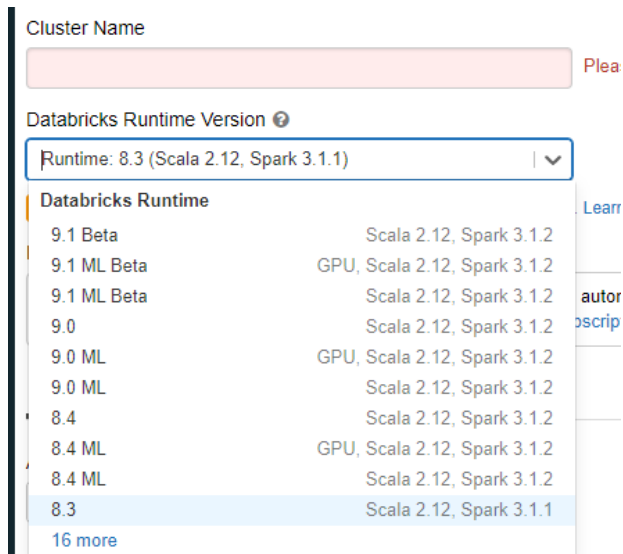 Cluster Name
Pleas
Databricks Runtime Version
Runtime: 8.3 (Scala 2.12, Spark 3.1.1)
Databricks Runtime
Learn
9.1 Beta Scala 2.12, Spark 3.1.2
9.1 ML Beta GPU, Scala 2.12, Spark 3.1.2
9.1 ML Beta Scala 2.12, Spark 3.1.2
9.0 Scala 2.12, Spark 3.1.2
9.0 ML GPU, Scala 2.12, Spark 3.1.2
9.0 ML Scala 2.12, Spark 3.1.2
8.4 Scala 2.12, Spark 3.1.2
8.4 ML GPU, Scala 2.12, Spark 3.1.2
8.4 ML Scala 2.12, Spark 3.1.2
8.3 Scala 2.12, Spark 3.1.1
16 more